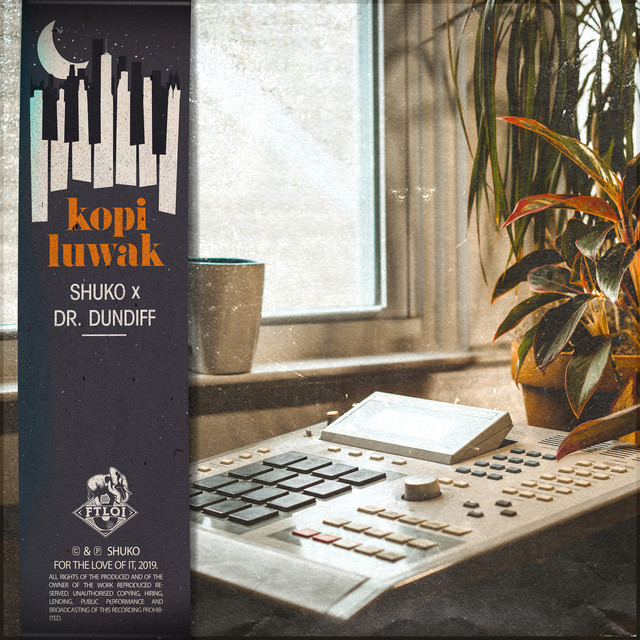 kopi
luwak
SHUKO x
DR. DUNDIFF
FTLOI
© & ℗ SHUKO
FOR THE LOVE OF IT, 2019.
ALL RIGHTS OF THE PRODUCED AND OF THE
OWNER OF THE WORK REPRODUCED RE-
SERVED. UNAUTHORISED COPYING, HIRING,
LENDING, PUBLIC PERFORMANCE AND
BROADCASTING OF THIS RECORDING PROHIB-
ITED.